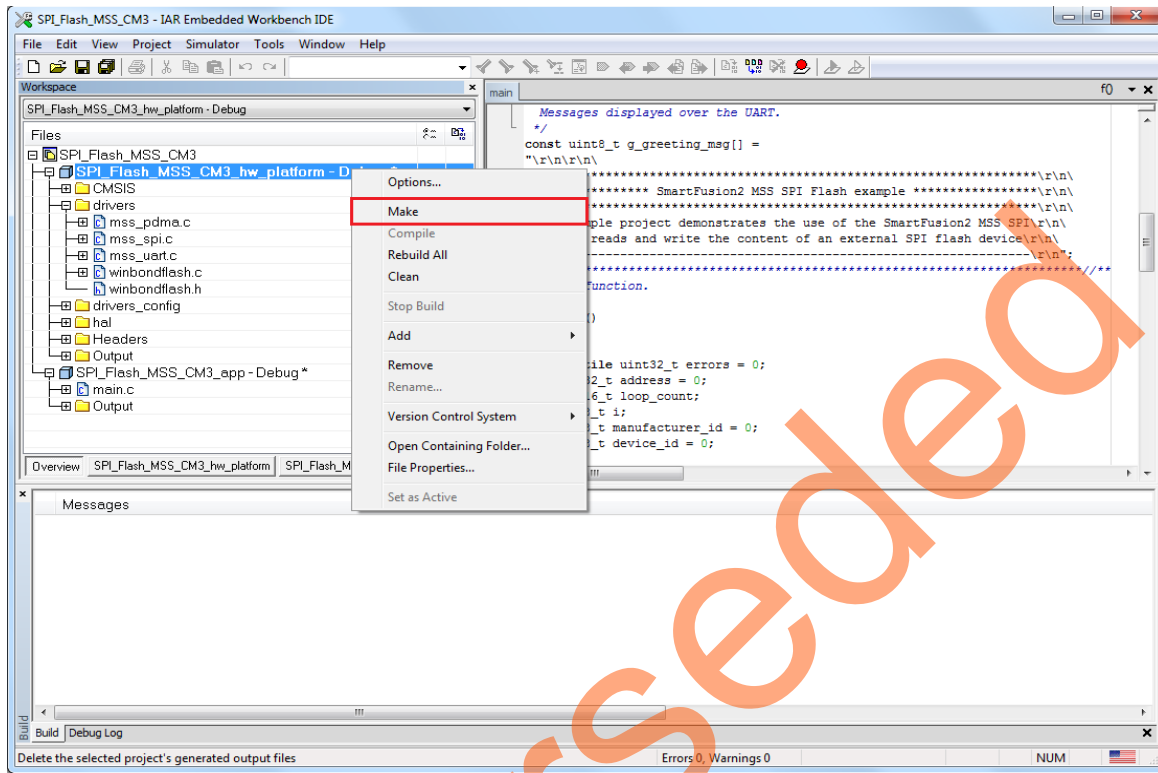 SPI_Flash_MSS_CM3 - IAR Embedded Workbench IDE
File Edit View Project Simulator Tools Window Help
Workspace
SPI_Flash_MSS_CM3_hw_platform - Debug
Files
SPI_Flash_MSS_CM3
SPI_Flash_MSS_CM3_hw_platform - D
CMSIS
drivers
mss_pdma.c
mss_spi.c
mss_uart.c
winbondflash.c
winbondflash.h
drivers_config
hal
Headers
Output
SPI_Flash_MSS_CM3_app - Debug *
main.c
Output
Overview SPI_Flash_MSS_CM3_hw_platform SPI_Flash_M
Options...
Make
Compile
Rebuild All
Clean
Stop Build
Add
Remove
Rename...
Version Control System
Open Containing Folder...
File Properties...
Set as Active
main
f()
Messages displayed over the UART.
*/
const uint8_t g_greeting_msg[] =
"\r\n\r\n\
******************************************************\r\n\
******** SmartFusion2 MSS SPI Flash example *****************\r\n\
******************************************************\r\n\
ple project demonstrates the use of the SmartFusion2 MSS SPI\r\n\
reads and write the content of an external SPI flash device\r\n\
------------------------------------------------------\r\n";
************************************************************//**
function.
)
tile uint32_t errors = 0;
32_t address = 0;
6_t loop_count;
_t i;
_t manufacturer_id = 0;
_t device_id = 0;
Messages
Build
Build Debug Log
Delete the selected project's generated output files
Errors 0, Warnings 0
NUM
rseded